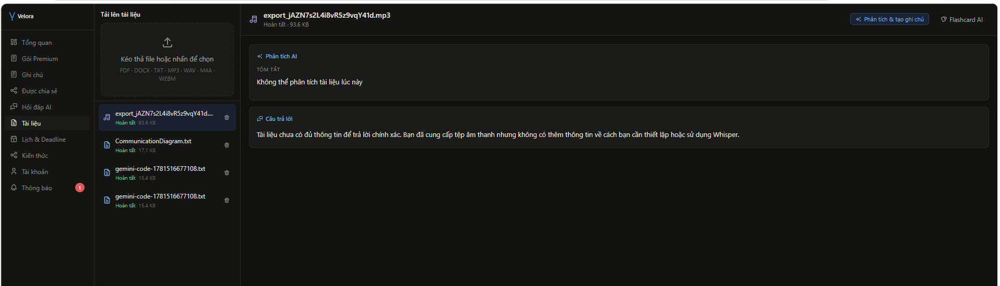 Velora
Tổng quan
Gói Premium
Ghi chú
Được chia sẻ
Hỏi đáp AI
Tài liệu
Lịch & Deadline
Kiến thức
Tài khoản
Thông báo
1
Tải lên tài liệu
Kéo thả file hoặc nhấn để chọn
PDF · DOCX · TXT · MP3 · WAV · M4A ·
WEBM
export_jAZN7s2L4i8vR5z9vqY41d....
Hoàn tất 93.6 KB
CommunicationDiagram.txt
Hoàn tất 17.1 KB
gemini-code-1781516677108.txt
Hoàn tất 15.4 KB
gemini-code-1781516677108.txt
Hoàn tất 15.4 KB
export_jAZN7s2L4i8vR5z9vqY41d.mp3
Hoàn tất · 93.6 KB
Phân tích & tạo ghi chú
Flashcard AI
Phân tích AI
TÓM TẮT
Không thể phân tích tài liệu lúc này
Câu trả lời
Tài liệu chưa có đủ thông tin để trả lời chính xác. Bạn đã cung cấp tệp âm thanh nhưng không có thêm thông tin về cách bạn cần thiết lập hoặc sử dụng Whisper.